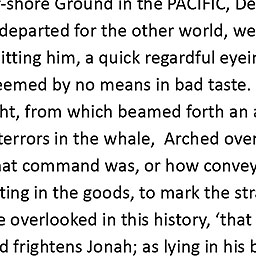 -shore Ground in the PACIFIC, De
departed for the other world, we
itting him, a quick regardful eyei
eemed by no means in bad taste.
ht, from which beamed forth an a
terrors in the whale, Arched over
at command was, or how convey
ting in the goods, to mark the stra
e overlooked in this history, ‘that
d frightens Jonah; as lying in his b